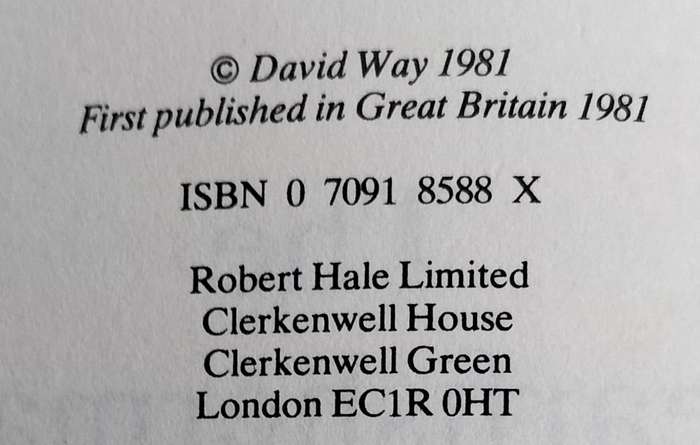 © David Way 1981
First published in Great Britain 1981
ISBN 0 7091 8588 X
Robert Hale Limited
Clerkenwell House
Clerkenwell Green
London EC1R 0HT